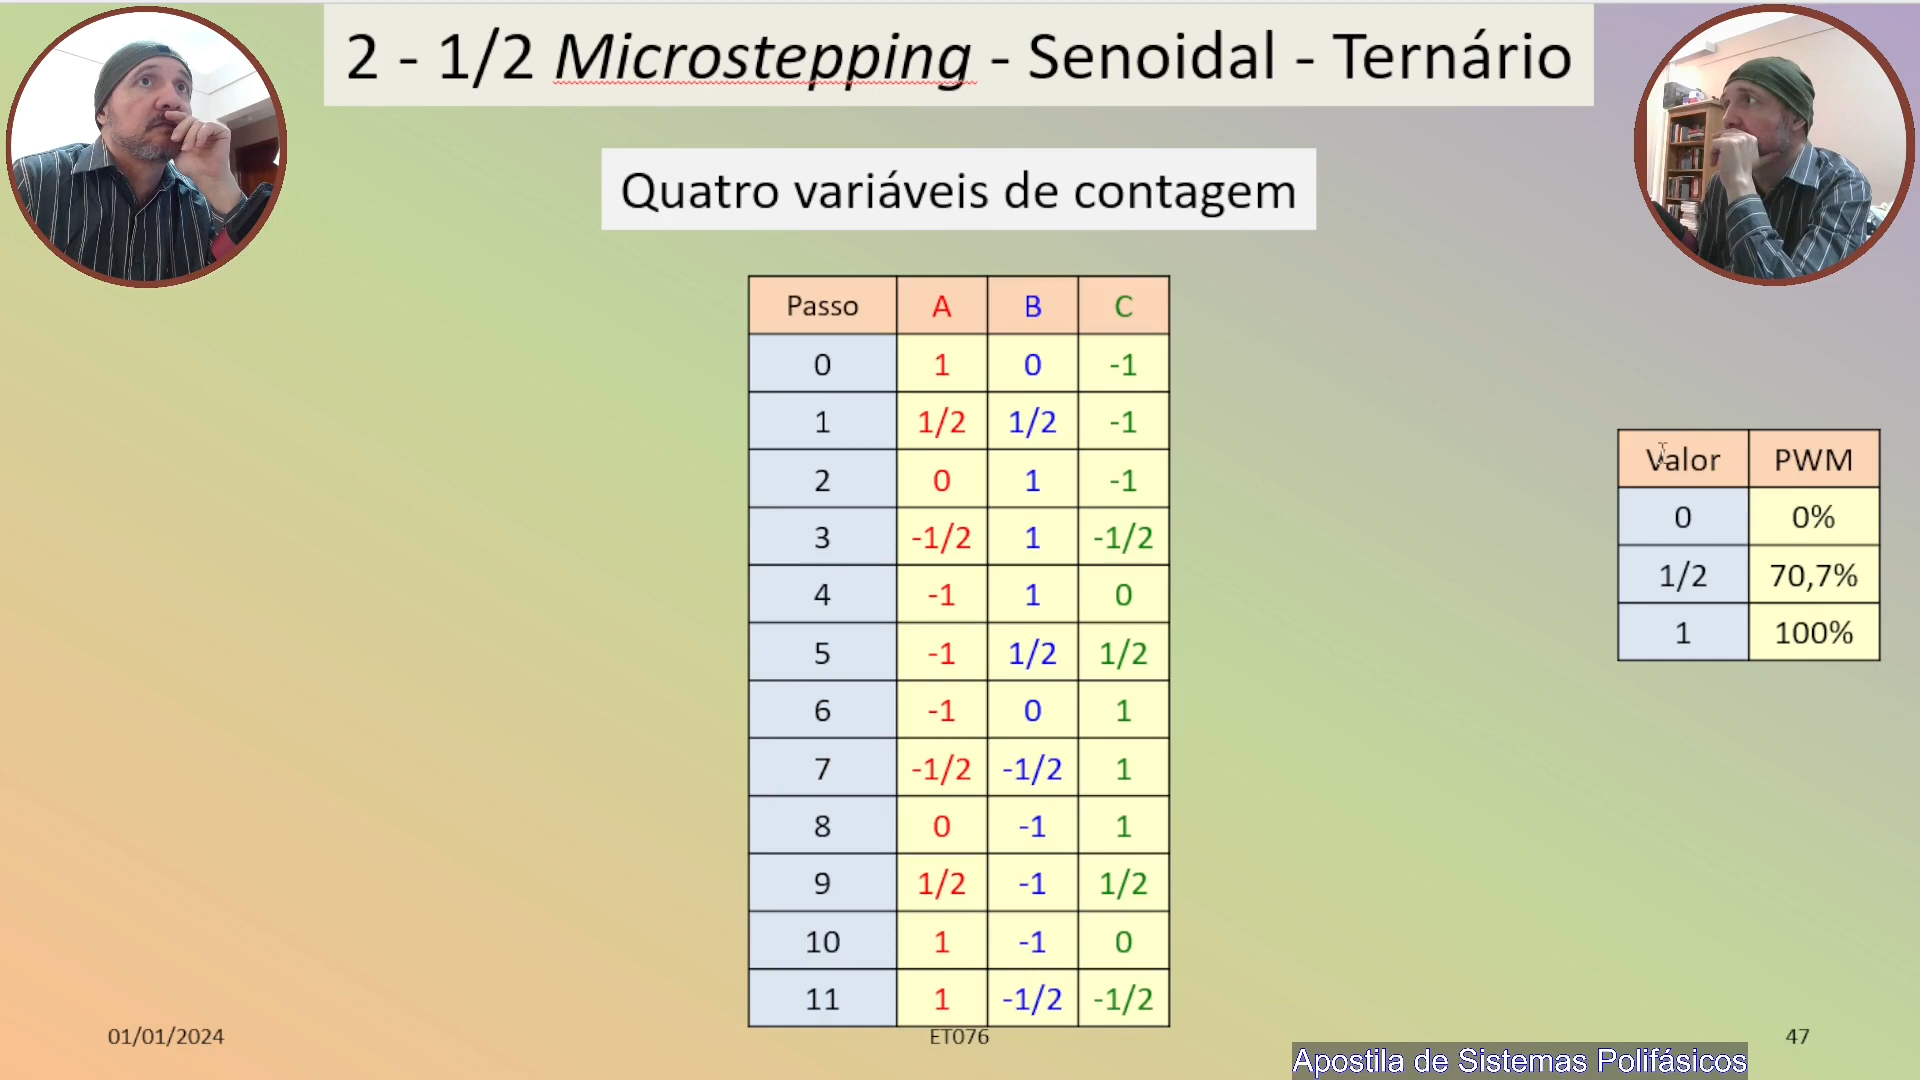 2 - 1/2 Microstepping - Senoidal - Ternário
Quatro variáveis de contagem
Passo A B C
0 1 0 -1
1 1/2 1/2 -1
2 0 1 -1
3 -1/2 1 -1/2
4 -1 1 0
5 -1 1/2 1/2
6 -1 0 1
7 -1/2 -1/2 1
8 0 -1 1
9 1/2 -1 1/2
10 1 -1 0
11 1 -1/2 -1/2
Valor PWM
0 0%
1/2 70,7%
1 100%
01/01/2024
ET076
47
Apostila de Sistemas Polifásicos